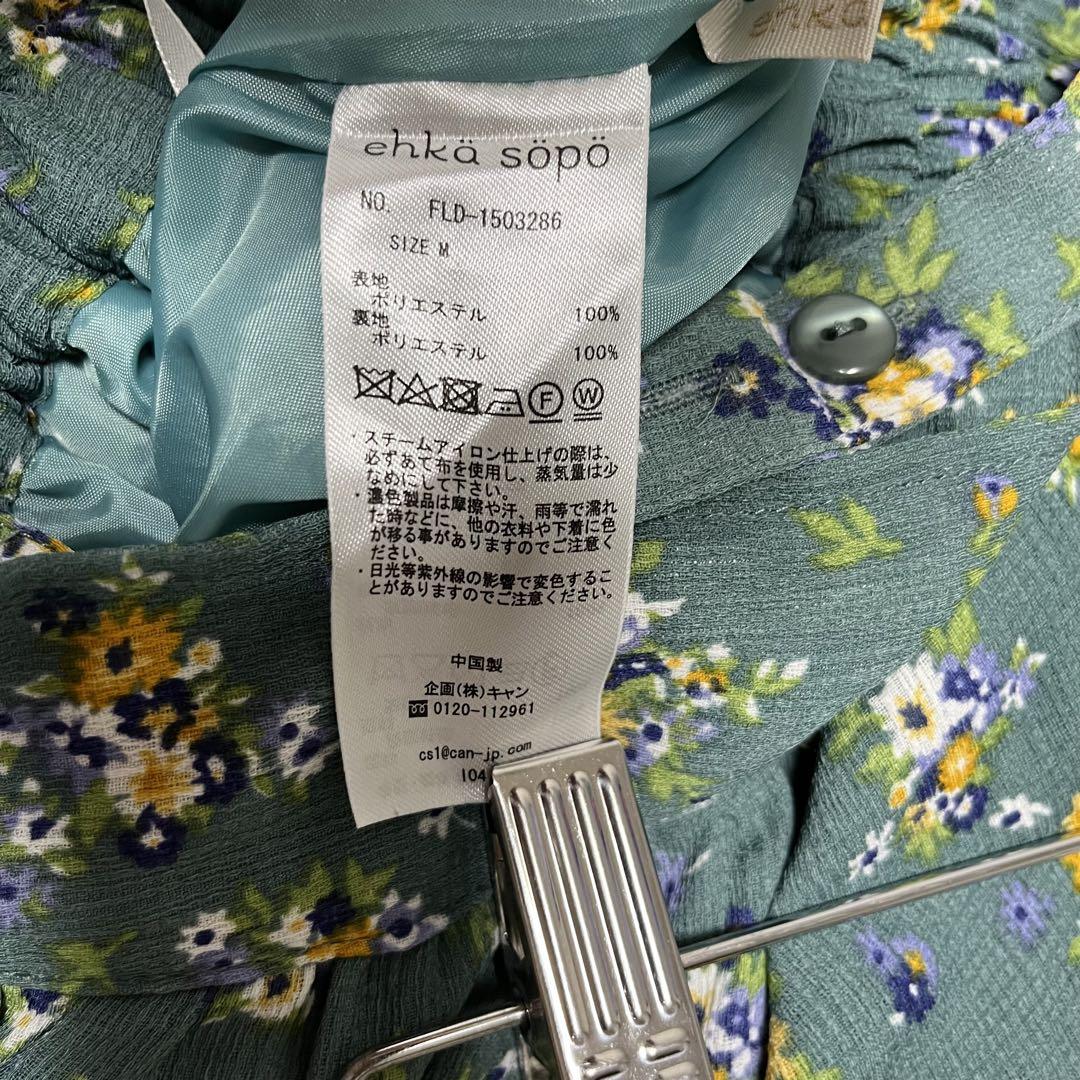 ehkä
ehkä söpö
NO. FLD-1503286
SIZE M
表地
ポリエステル 100%
裏地
ポリエステル 100%
F W
・スチームアイロン仕上げの際は、
必ずあて布を使用し、蒸気量は少
なめにして下さい。
・濃色製品は摩擦や汗、雨等で濡れ
た時などに、他の衣料や下着に色
が移る事がありますのでご注意く
ださい。
・日光等紫外線の影響で変色するこ
とがありますのでご注意ください。
中国製
企画(株)キャン
0120-112961
cs1@can-jp.com
104